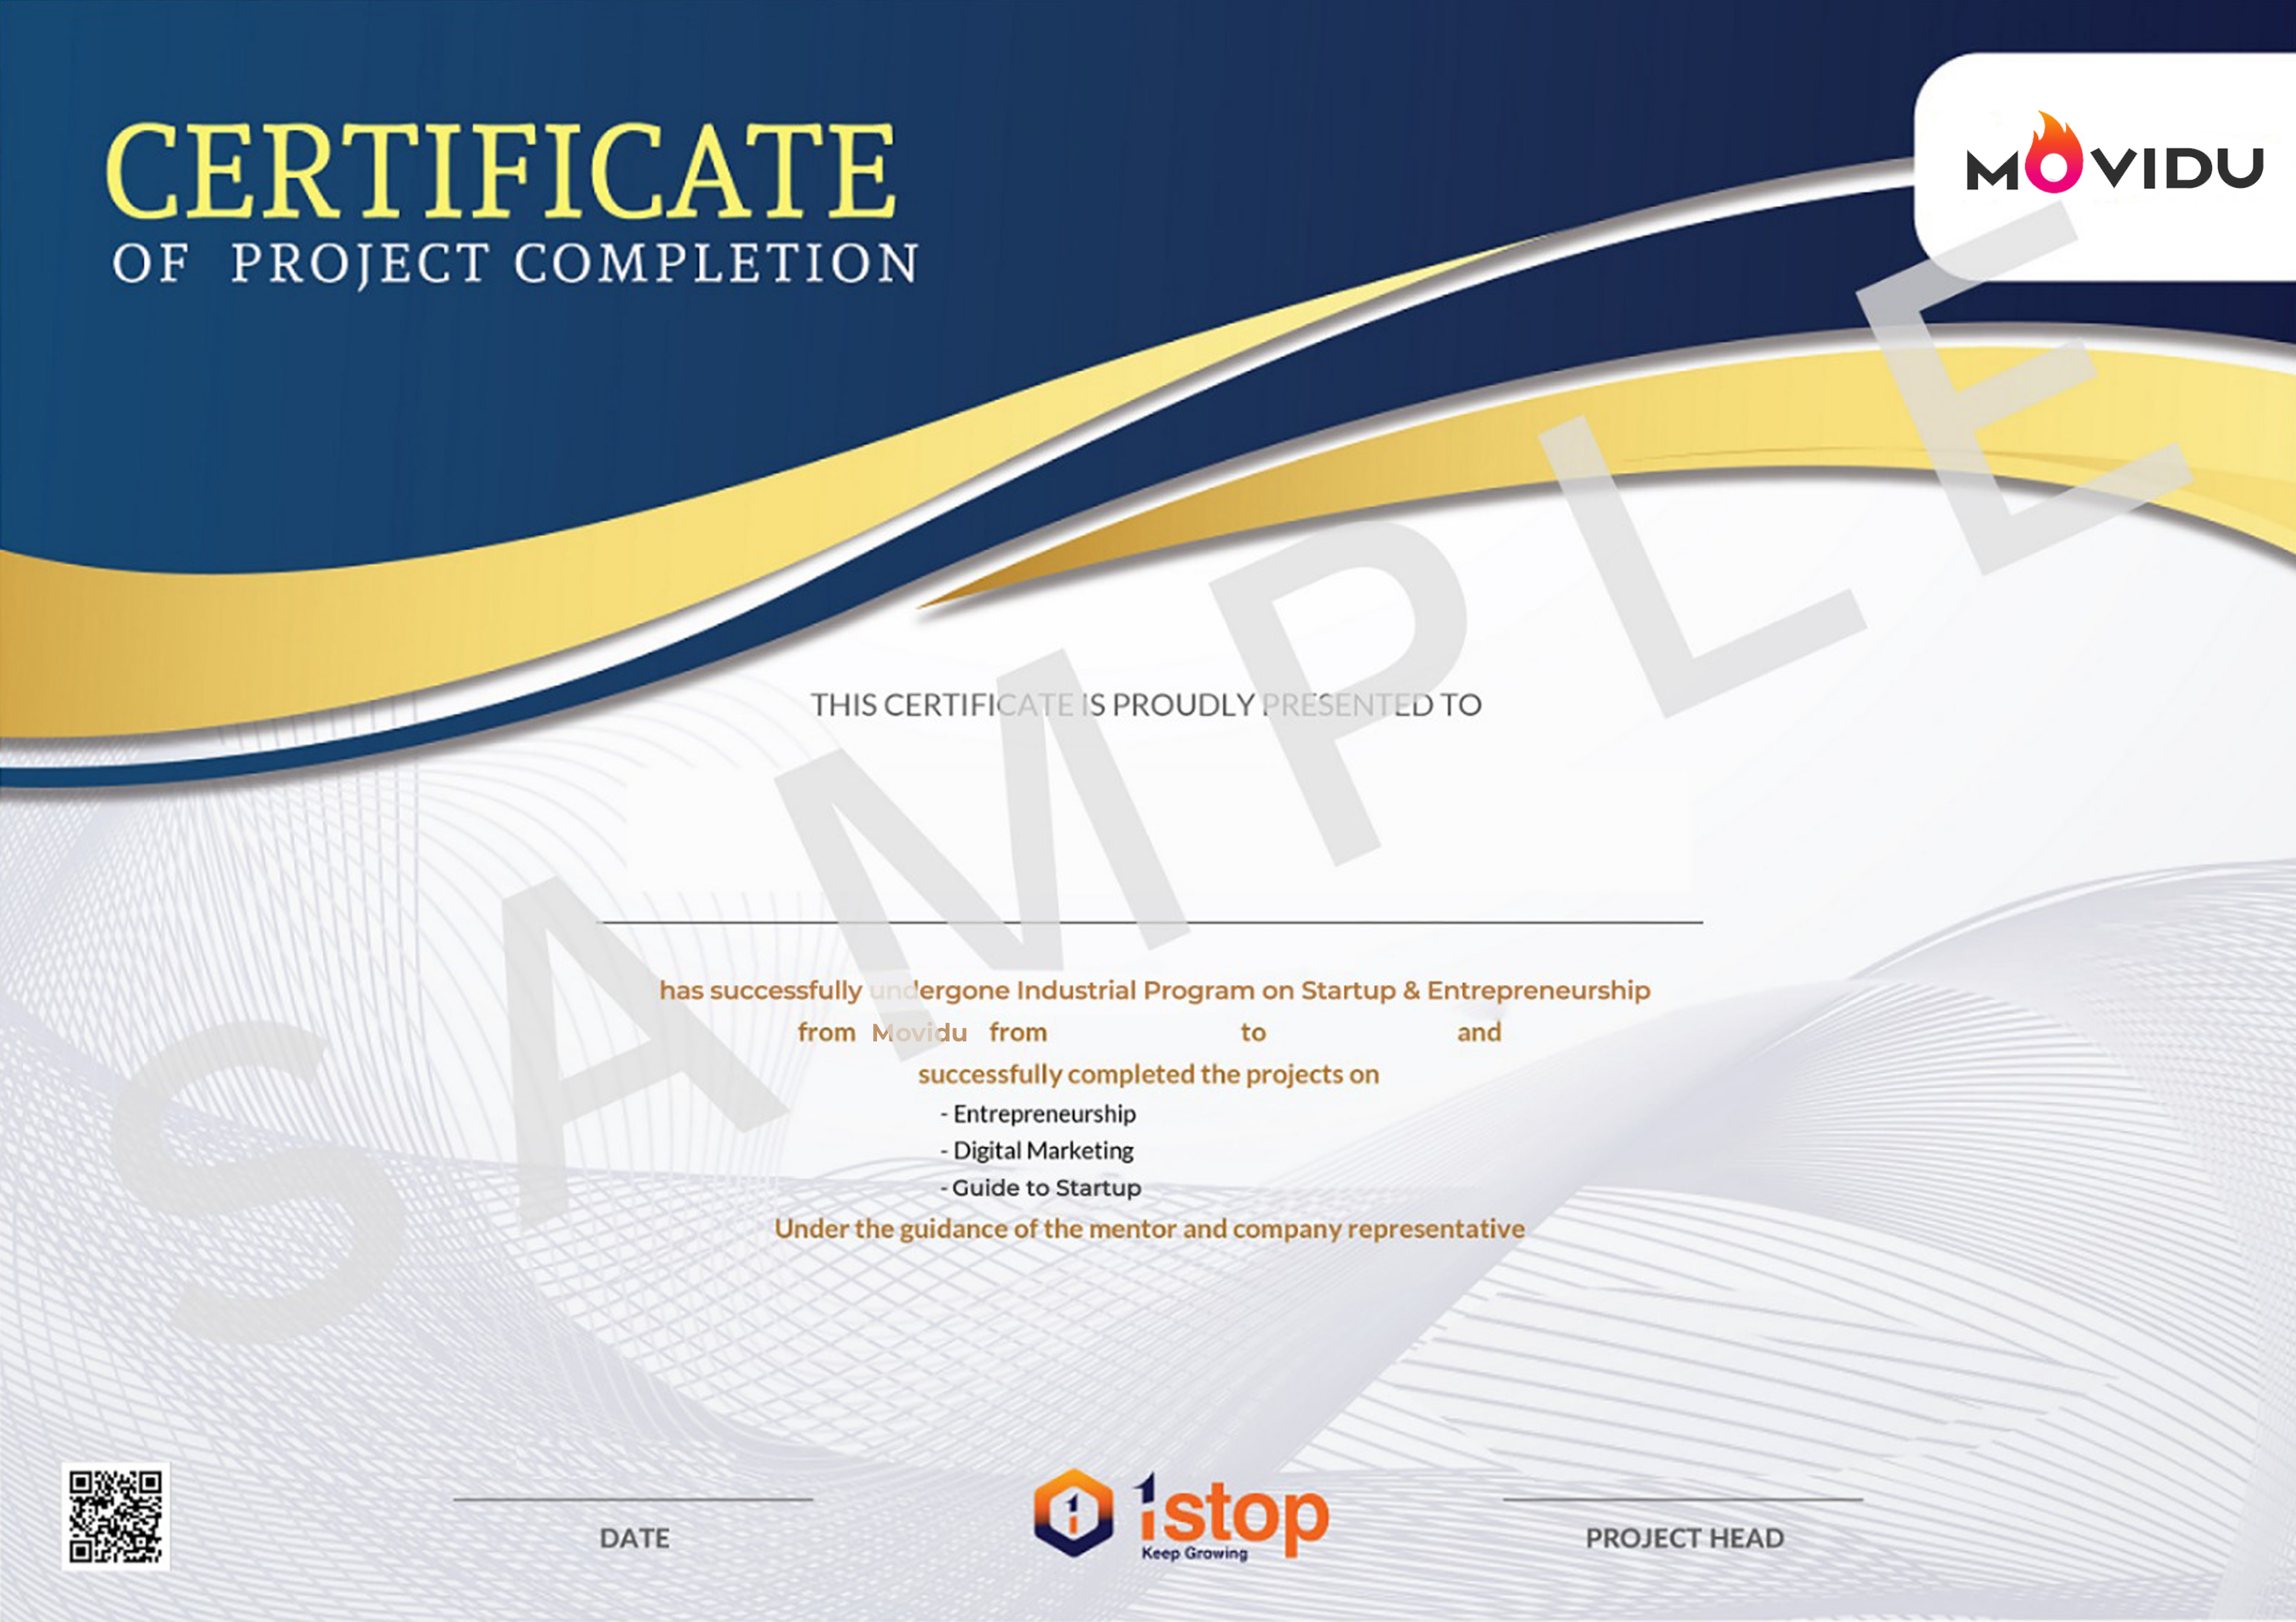 CERTIFICATE
OF PROJECT COMPLETION
MOVIDU
THIS CERTIFICATE IS PROUDLY PRESENTED TO
has successfully undergone Industrial Program on Startup & Entrepreneurship
from Movidu from to and
successfully completed the projects on
- Entrepreneurship
- Digital Marketing
- Guide to Startup
Under the guidance of the mentor and company representative
SAMPLE
DATE
1stop
Keep Growing
PROJECT HEAD